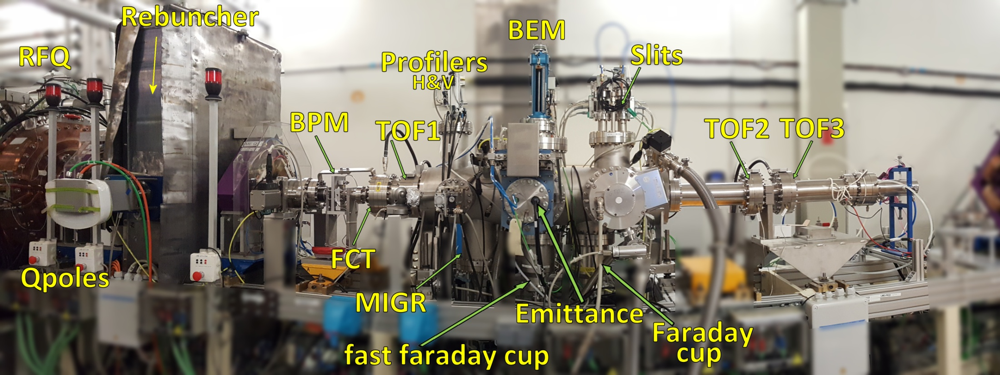 Rebuncher
RFQ
BEM
Profilers
H&V
Slits
BPM
TOF1
TOF2
TOF3
FCT
Qpoles
MIGR
Emittance
Faraday
cup
fast faraday cup